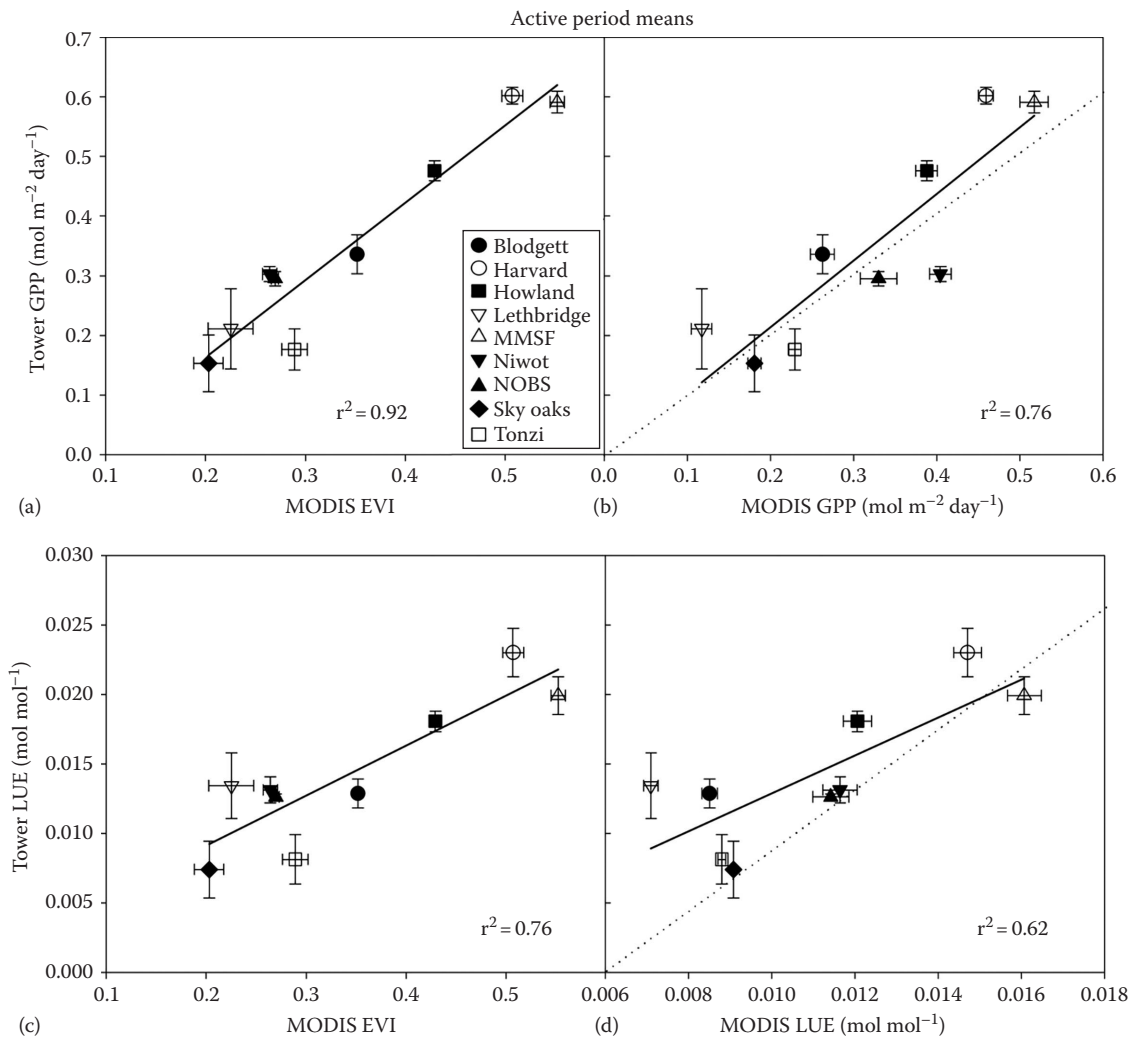 Active period means
0.7
0.6
0.5
0.4
0.3
0.2
0.1
0.0
Tower GPP (mol m⁻² day⁻¹)
r² = 0.92
Blodgett
Harvard
Howland
Lethbridge
MMSF
Niwot
NOBS
Sky oaks
Tonzi
r² = 0.76
0.1 0.2 0.3 0.4 0.5 0.0 0.1 0.2 0.3 0.4 0.5 0.6
(a) MODIS EVI (b) MODIS GPP (mol m⁻² day⁻¹)
0.030
0.025
0.020
0.015
0.010
0.005
0.000
Tower LUE (mol mol⁻¹)
r² = 0.76
r² = 0.62
0.1 0.2 0.3 0.4 0.5 0.006 0.008 0.010 0.012 0.014 0.016 0.018
(c) MODIS EVI (d) MODIS LUE (mol mol⁻¹)